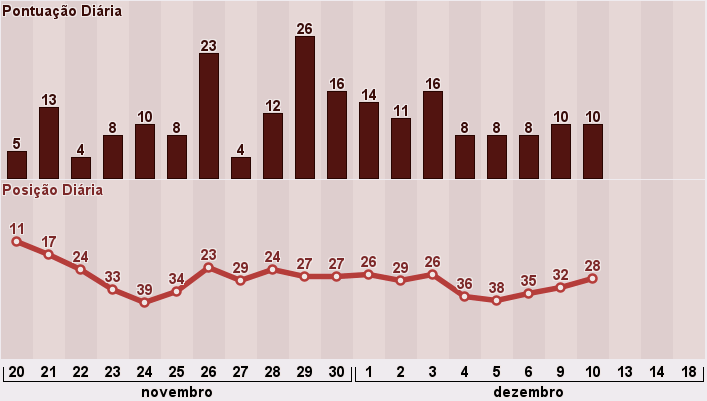 Pontuação Diária
5 13 4 8 10 8 23 4 12 26 16 14 11 16 8 8 8 10 10
Posição Diária
11 17 24 33 39 34 23 29 24 27 27 26 29 26 36 38 35 32 28
20 21 22 23 24 25 26 27 28 29 30 1 2 3 4 5 6 9 10 13 14 18
novembro dezembro